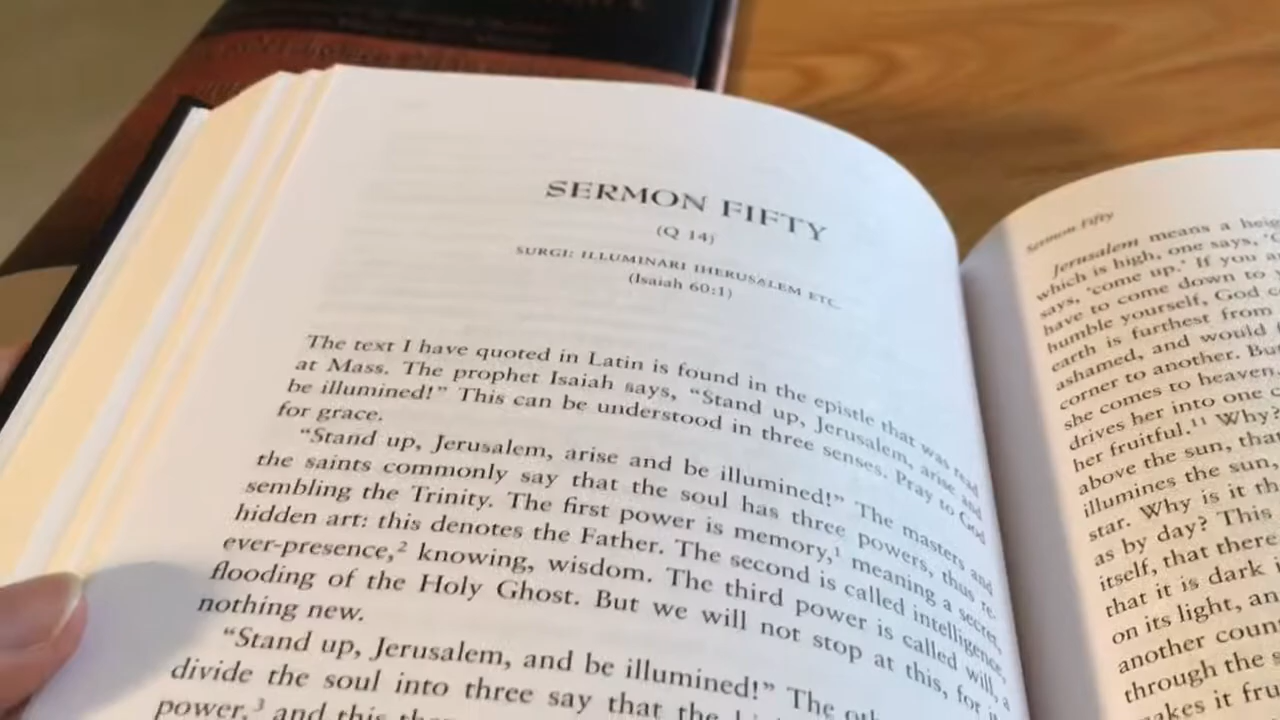 SERMON FIFTY
(Q 14)
SURGE ILLUMINARI IHERUSALEM ETC.
(Isaiah 60:1)
The text I have quoted in Latin is found in the epistle that was read
at Mass. The prophet Isaiah says, “Stand up, Jerusalem, arise and
be illumined!” This can be understood in three senses. Pray to God
for grace.
“Stand up, Jerusalem, arise and be illumined!” The masters and
the saints commonly say that the soul has three powers, thus re-
sembling the Trinity. The first power is memory,¹ meaning a secret,
hidden art: this denotes the Father. The second is called intelligence,
ever-presence,² knowing, wisdom. The third power is called will, a
flooding of the Holy Ghost. But we will not stop at this, for it
nothing new.
“Stand up, Jerusalem, and be illumined!” The
divide the soul into three say that the
power,³ and this
Sermon Fifty
Jerusalem means a
which is high, one says,
says, ‘come up.’ If you
have to come down to
humble yourself, God
earth is furthest from
ashamed, and would
corner to another. But
she comes to heaven.
drives her into one
her fruitful.¹¹ Why?
above the sun,
illumines the sun,
star. Why is it
as by day? This
itself, that there
that it is dark
on its light,
another
through the
makes it